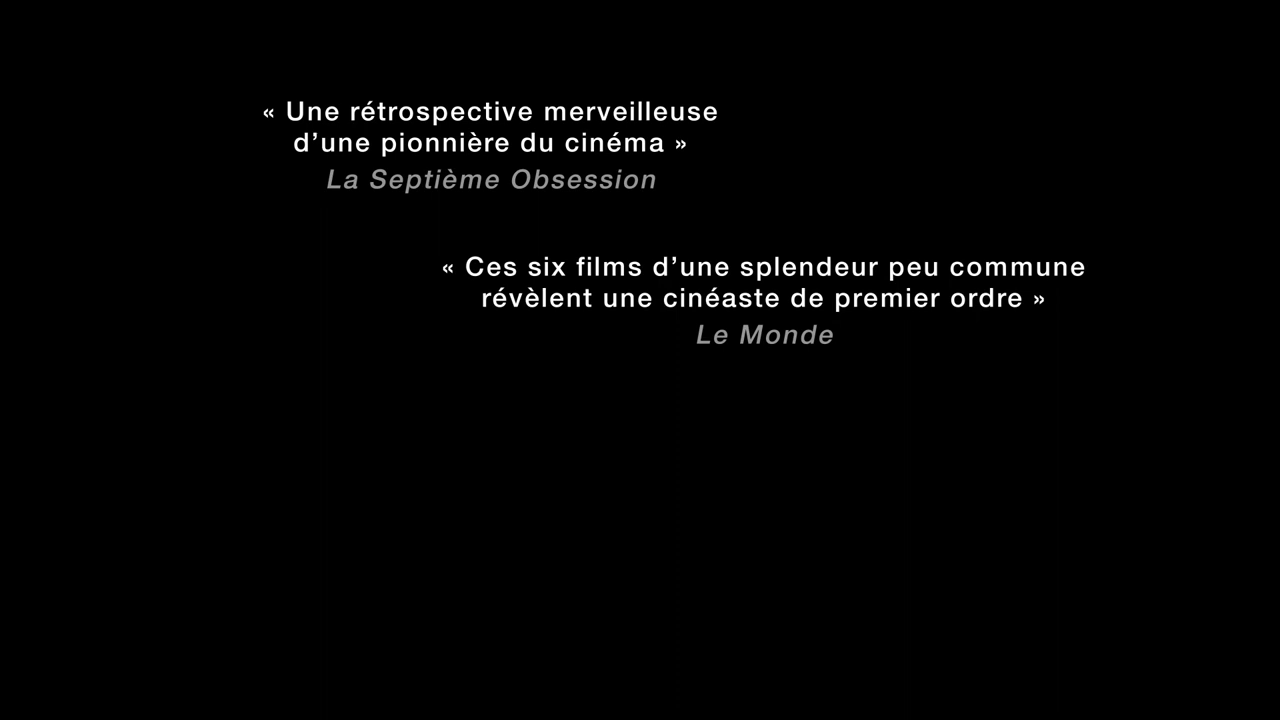 « Une rétrospective merveilleuse
d’une pionnière du cinéma »
La Septième Obsession
« Ces six films d’une splendeur peu commune
révèlent une cinéaste de premier ordre »
Le Monde